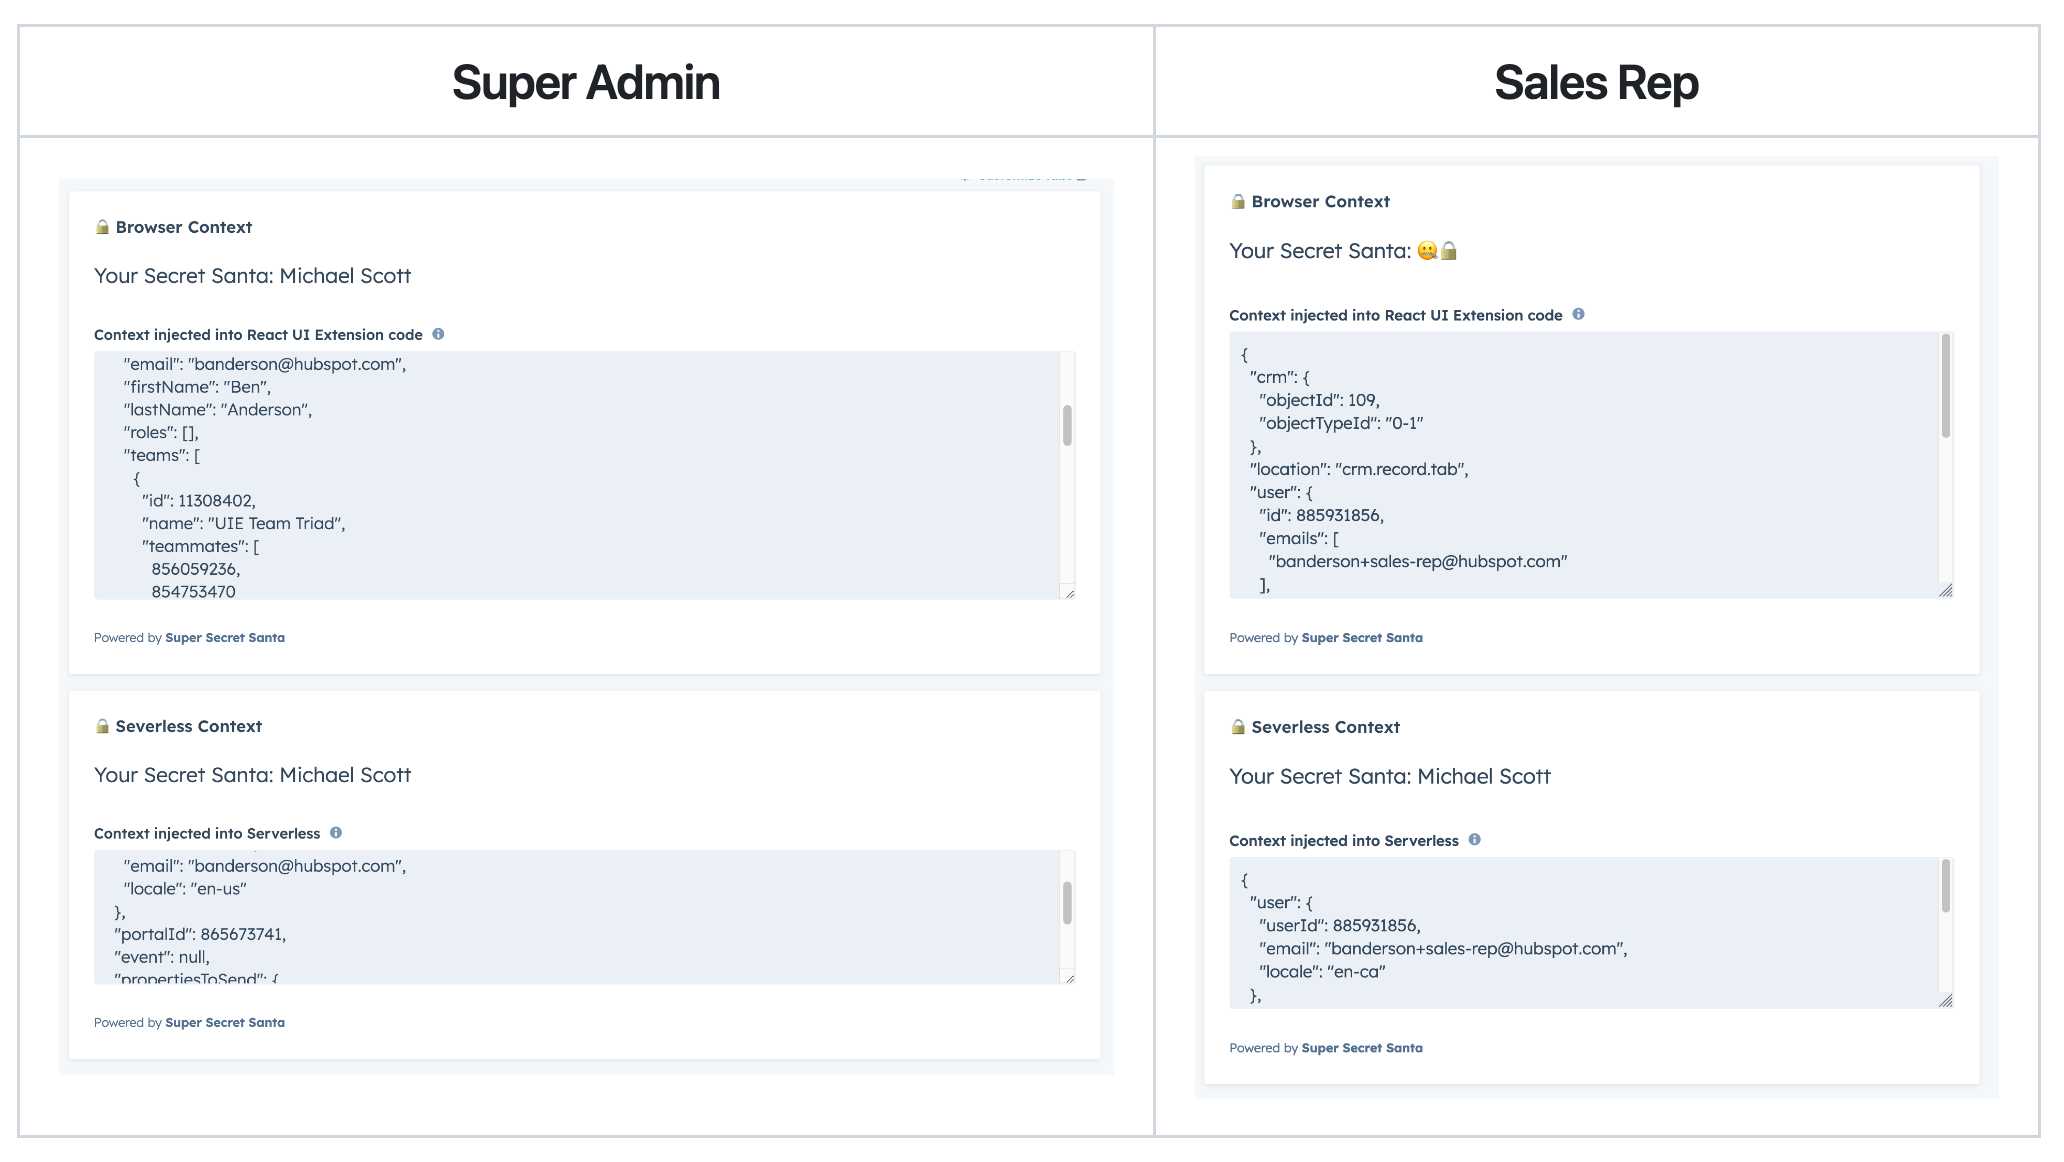 Super Admin
Sales Rep
🔒 Browser Context
Your Secret Santa: Michael Scott
Context injected into React UI Extension code
"email": "banderson@hubspot.com",
"firstName": "Ben",
"lastName": "Anderson",
"roles": [],
"teams": [
{
"id": 11308402,
"name": "UIE Team Triad",
"teammates": [
856059236,
854753470
Powered by Super Secret Santa
🔒 Severless Context
Your Secret Santa: Michael Scott
Context injected into Serverless
"email": "banderson@hubspot.com",
"locale": "en-us"
},
"portalId": 865673741,
"event": null,
"propertiesToSend": {
Powered by Super Secret Santa
🔒 Browser Context
Your Secret Santa: 🤐🔒
Context injected into React UI Extension code
{
"crm": {
"objectId": 109,
"objectTypeId": "0-1"
},
"location": "crm.record.tab",
"user": {
"id": 885931856,
"emails": [
"banderson+sales-rep@hubspot.com"
],
Powered by Super Secret Santa
🔒 Severless Context
Your Secret Santa: Michael Scott
Context injected into Serverless
{
"user": {
"userId": 885931856,
"email": "banderson+sales-rep@hubspot.com",
"locale": "en-ca"
},
Powered by Super Secret Santa